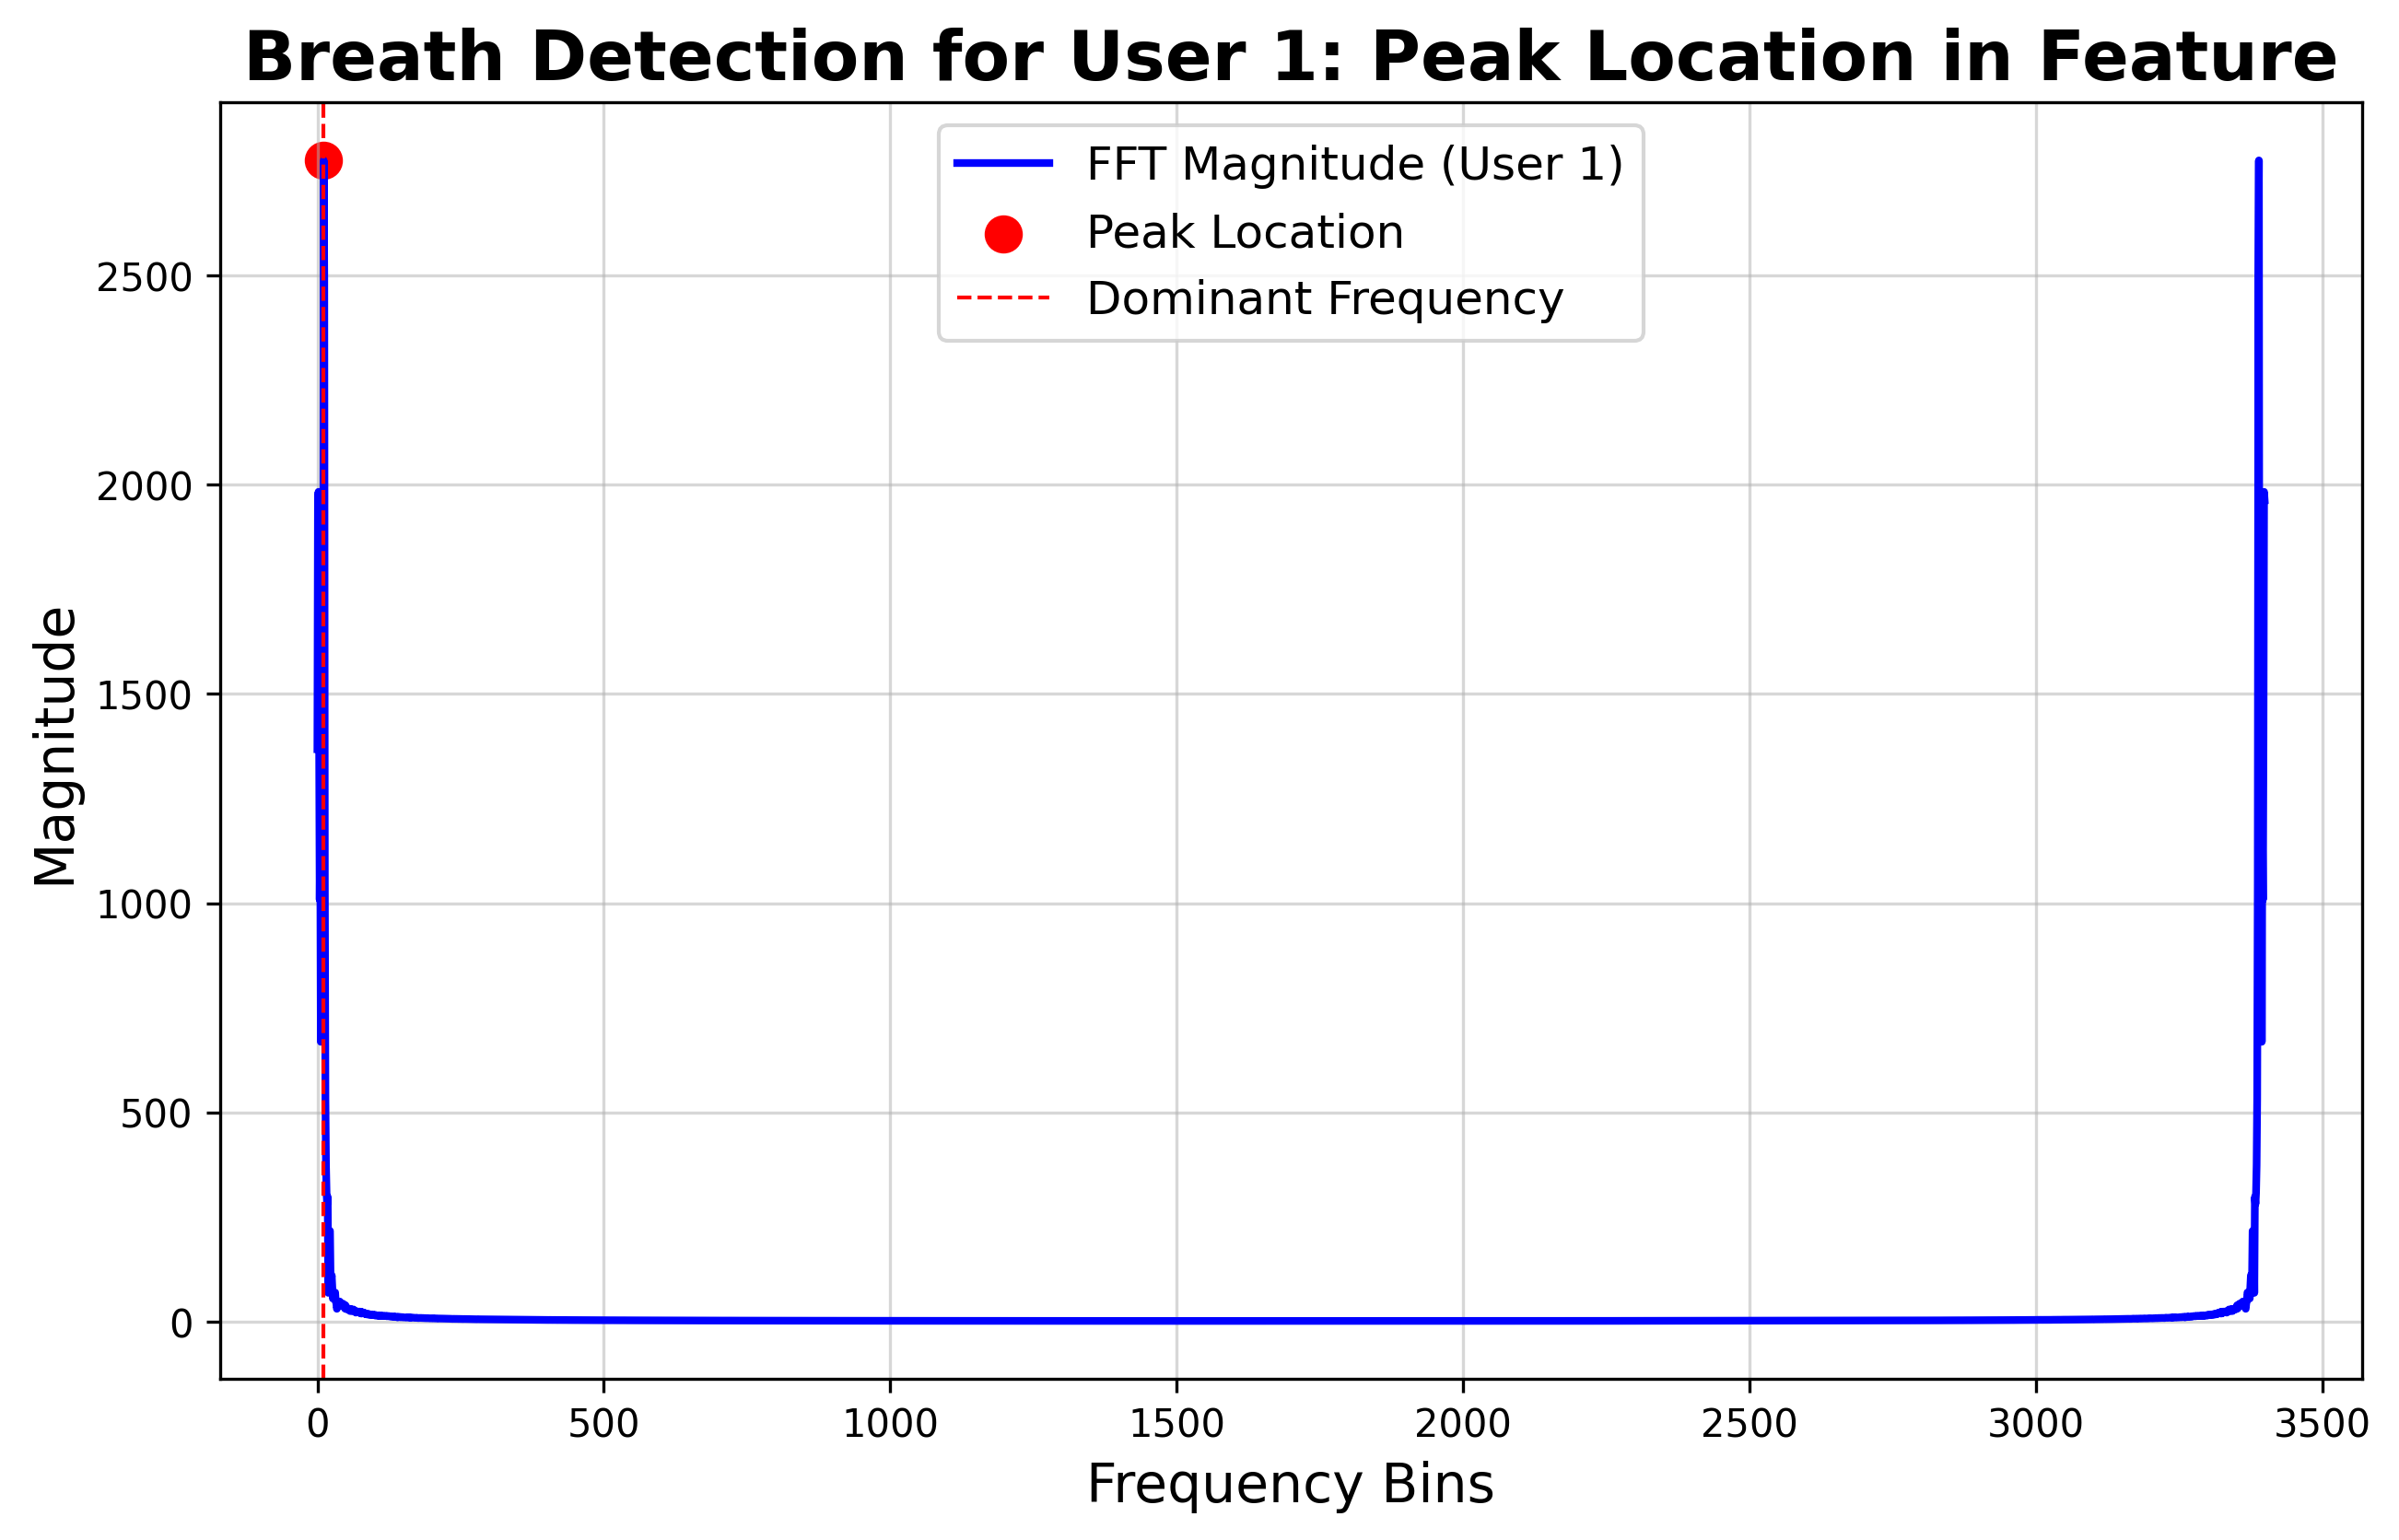 Breath Detection for User 1: Peak Location in Feature
FFT Magnitude (User 1)
Peak Location
Dominant Frequency
2500
2000
1500
1000
500
0
Magnitude
0 500 1000 1500 2000 2500 3000 3500
Frequency Bins